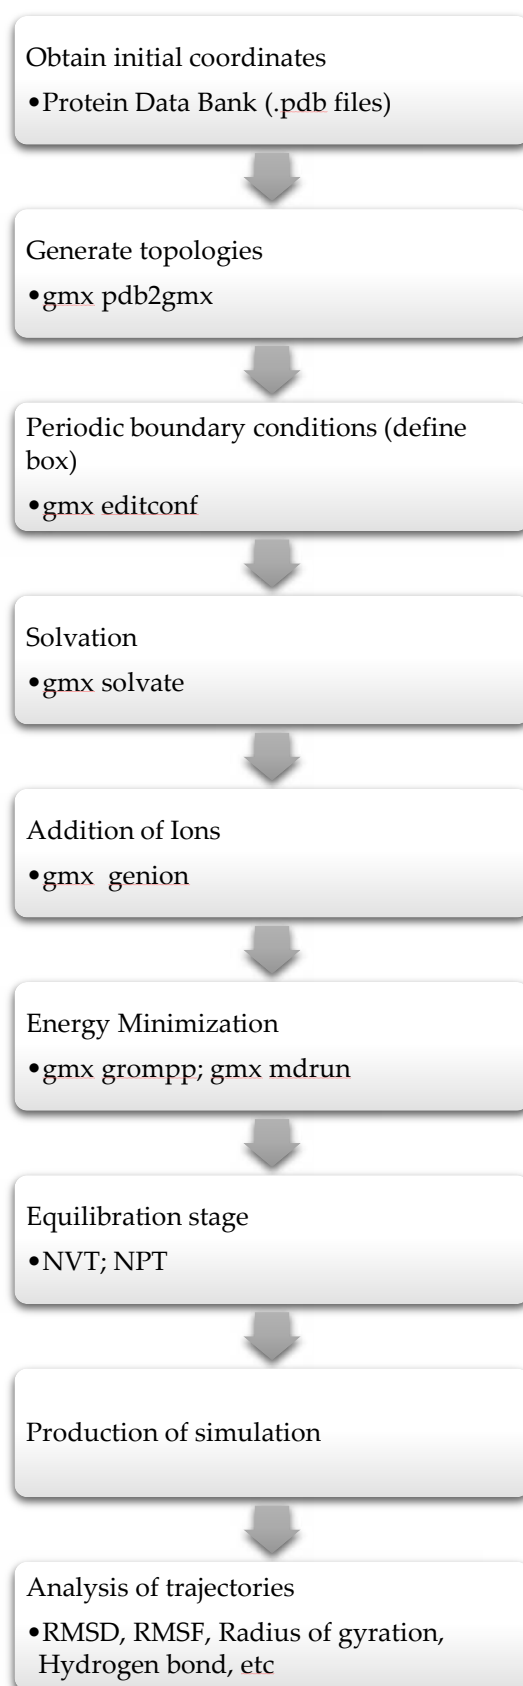 Obtain initial coordinates
•Protein Data Bank (.pdb files)
Generate topologies
•gmx pdb2gmx
Periodic boundary conditions (define
box)
•gmx editconf
Solvation
•gmx solvate
Addition of Ions
•gmx  genion
Energy Minimization
•gmx grompp; gmx mdrun
Equilibration stage
•NVT; NPT
Production of simulation
Analysis of trajectories
•RMSD, RMSF, Radius of gyration,
Hydrogen bond, etc